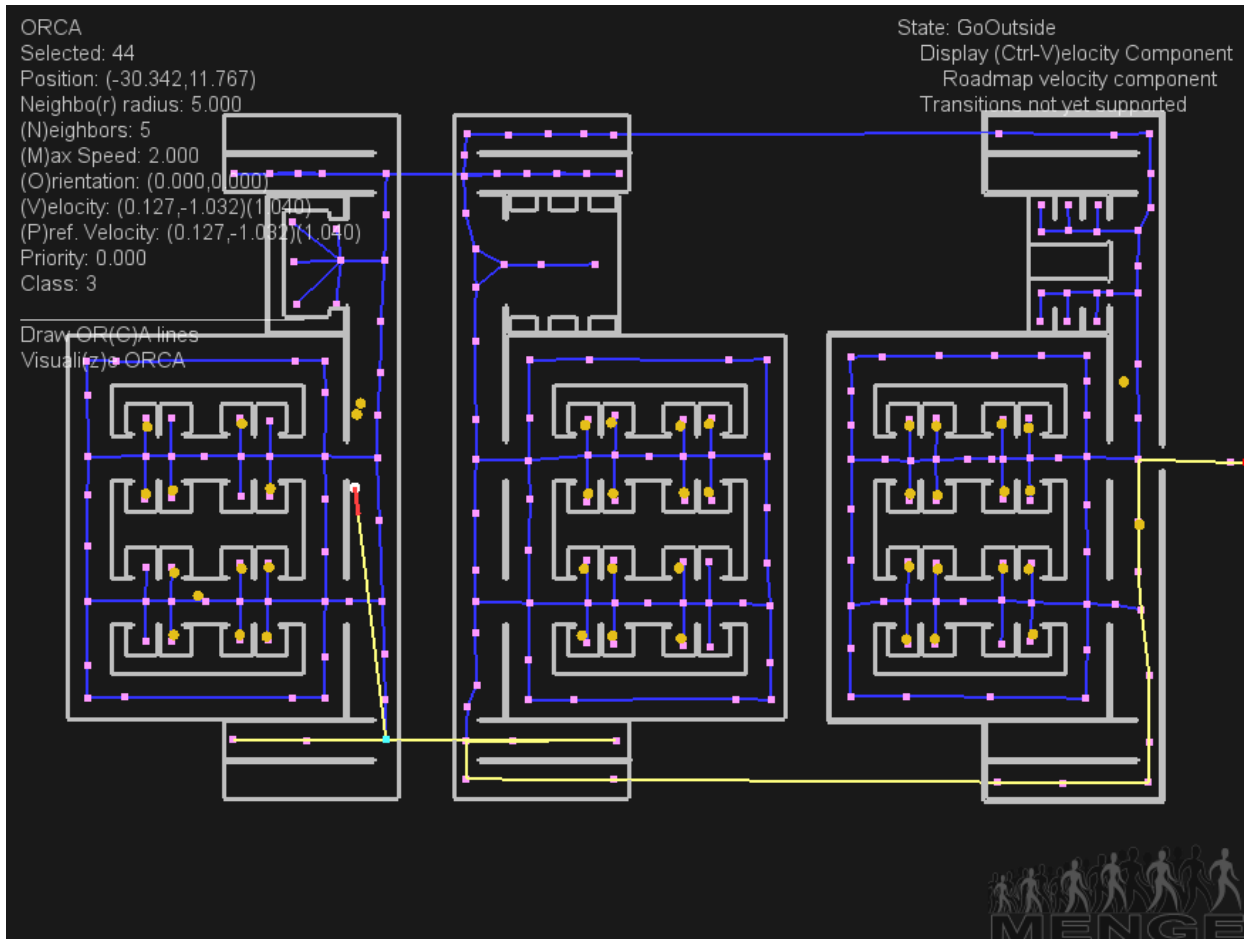 ORCA
Selected: 44
Position: (-30.342,11.767)
Neighbo(r) radius: 5.000
(N)eighbors: 5
(M)ax Speed: 2.000
(O)rientation: (0.000,0.000)
(V)elocity: (0.127,-1.032)(1.040)
(P)ref. Velocity: (0.127,-1.032)(1.040)
Priority: 0.000
Class: 3
Draw OR(C)A lines
Visuali(z)e ORCA
State: GoOutside
Display (Ctrl-V)elocity Component
Roadmap velocity component
Transitions not yet supported
MENGE